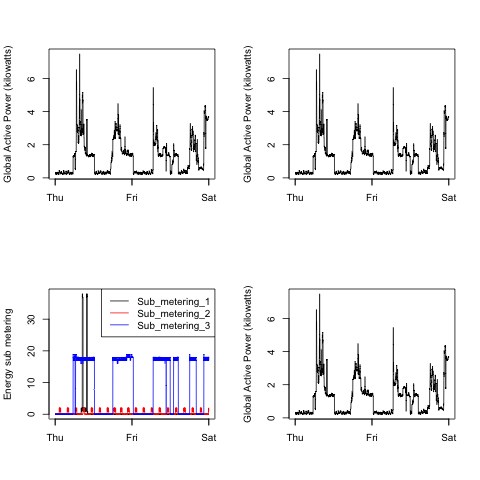 Global Active Power (kilowatts)
0 2 4 6
Thu Fri Sat
Global Active Power (kilowatts)
0 2 4 6
Thu Fri Sat
Energy sub metering
0 10 20 30
Sub_metering_1
Sub_metering_2
Sub_metering_3
Thu Fri Sat
Global Active Power (kilowatts)
0 2 4 6
Thu Fri Sat